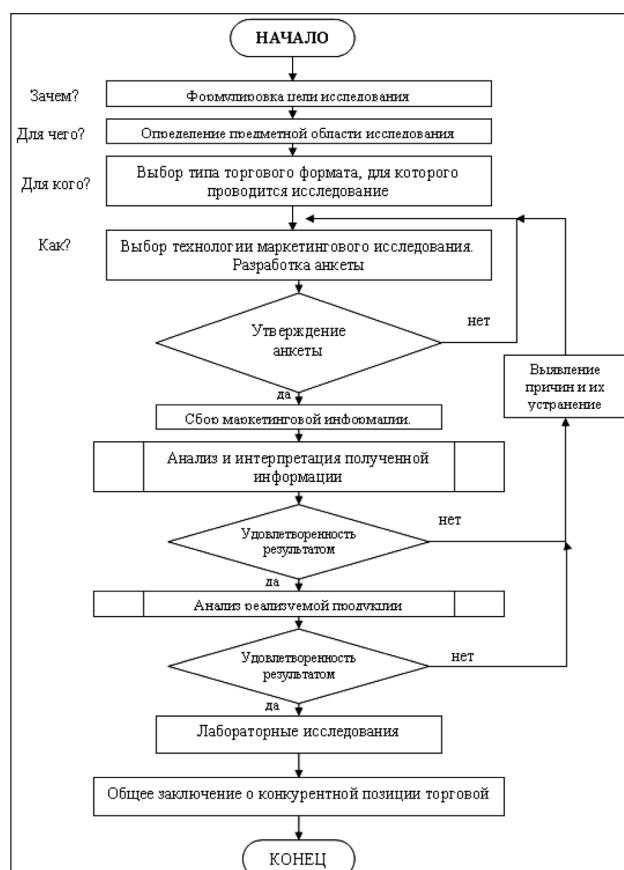 НАЧАЛО
Зачем?
Формулировка цели исследования
Для чего?
Определение предметной области исследования
Для кого?
Выбор типа торгового формата, для которого
проводится исследование
Как?
Выбор технологии маркетингового исследования.
Разработка анкеты
Утверждение
анкеты
нет
да
Выявление
причин и их
устранение
Сбор маркетинговой информации.
Анализ и интерпретация полученной
информации
Удовлетворенность
результатом
нет
да
Анализ реализуемой продукции
Удовлетворенность
результатом
нет
да
Лабораторные исследования
Общее заключение о конкурентной позиции торговой
КОНЕЦ